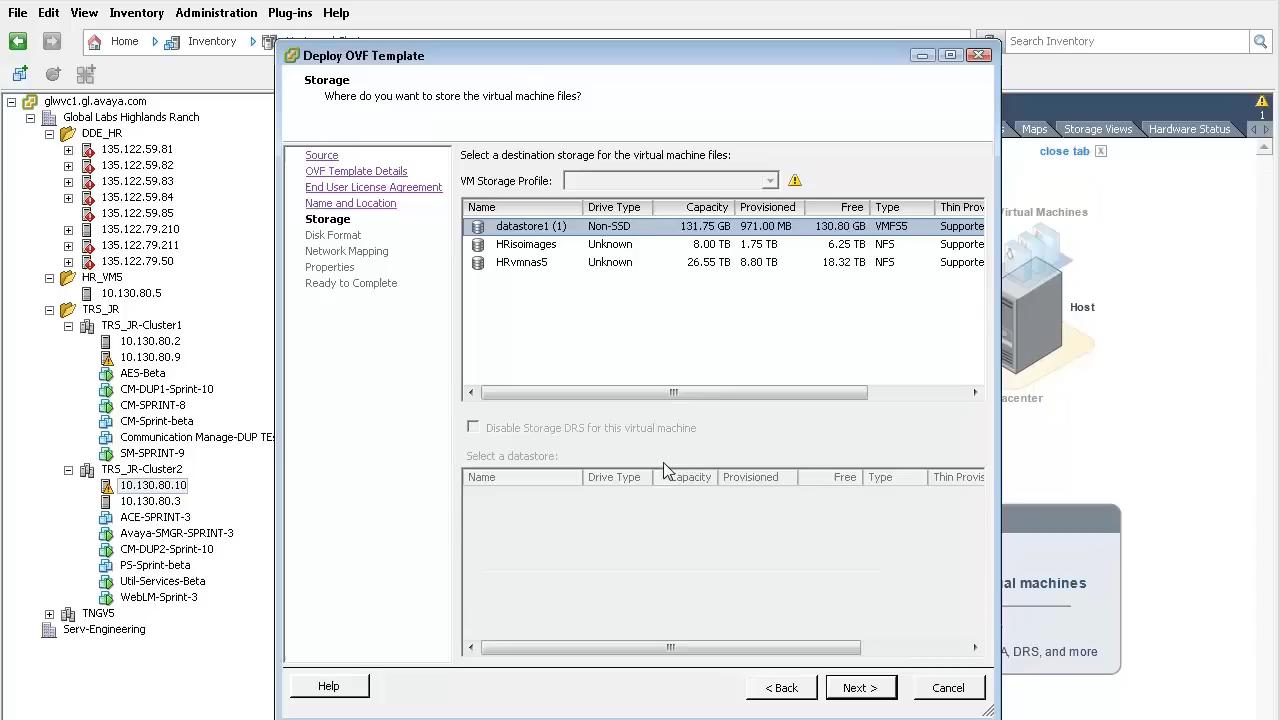 File Edit View Inventory Administration Plug-ins Help
Home Inventory
Search Inventory
glwvc1.gl.avaya.com
Global Labs Highlands Ranch
DDE_HR
135.122.59.81
135.122.59.82
135.122.59.83
135.122.59.84
135.122.59.85
135.122.79.210
135.122.79.211
135.122.79.50
HR_VM5
10.130.80.5
TRS_JR
TRS_JR-Cluster1
10.130.80.2
10.130.80.9
AES-Beta
CM-DUP1-Sprint-10
CM-SPRINT-8
CM-Sprint-beta
Communication Manage-DUP TE
SM-SPRINT-9
TRS_JR-Cluster2
10.130.80.10
10.130.80.3
ACE-SPRINT-3
Avaya-SMGR-SPRINT-3
CM-DUP2-Sprint-10
PS-Sprint-beta
Util-Services-Beta
WebLM-Sprint-3
TNGV5
Serv-Engineering
Deploy OVF Template
Storage
Where do you want to store the virtual machine files?
Source
OVF Template Details
End User License Agreement
Name and Location
Storage
Disk Format
Network Mapping
Properties
Ready to Complete
Select a destination storage for the virtual machine files:
VM Storage Profile:
Name Drive Type Capacity Provisioned Free Type Thin Prov
datastore1 (1) Non-SSD 131.75 GB 971.00 MB 130.80 GB VMFS5 Supporte
HRisoimages Unknown 8.00 TB 1.75 TB 6.25 TB NFS Supporte
HRvmnas5 Unknown 26.55 TB 8.80 TB 18.32 TB NFS Supporte
Disable Storage DRS for this virtual machine
Select a datastore:
Name Drive Type Capacity Provisioned Free Type Thin Provis
Help < Back Next > Cancel
1
Maps Storage Views Hardware Status
close tab X
Virtual Machines
Host
acenter
al machines
A, DRS, and more